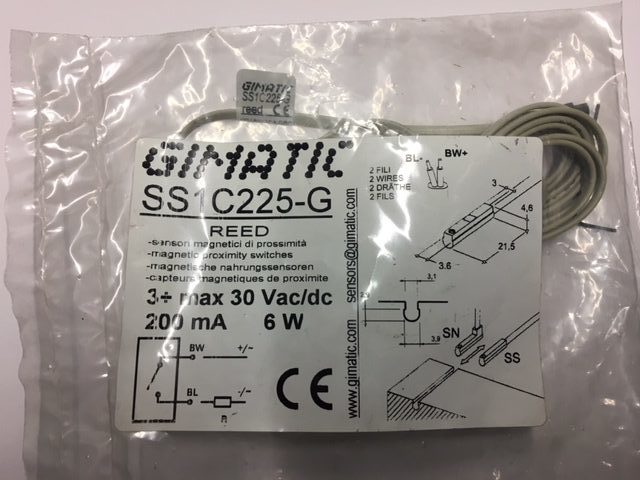 GIMATIC
SS1C225-G
reed CE
GIMATIC
SS1C225-G
REED
-sensori magnetici di prossimità
-magnetic proximity switches
-magnetische nahrungssensoren
-capteurs magnetiques de proximite
3÷ max 30 Vac/dc
200 mA 6 W
BW +/~
BL -/~
R
CE
www.gimatic.com sensors@gimatic.com
BL- BW+
2 FILI
2 WIRES
2 DRÄTHE
2 FILS
3
4,6
21,5
3.6
3,1
3,9
SN
SS